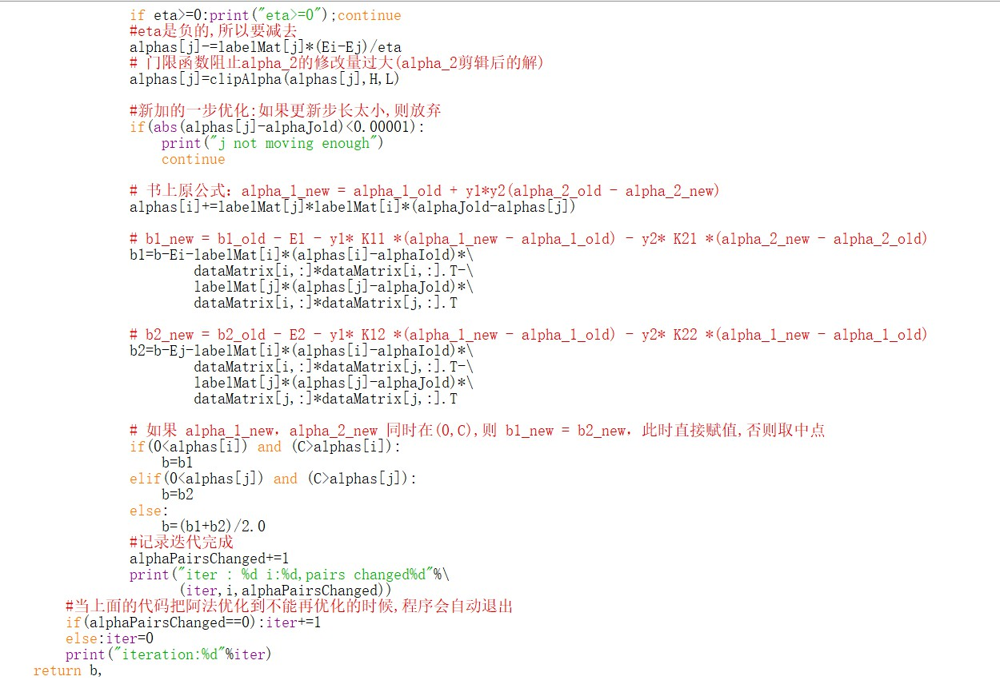 if eta>=0:print("eta>=0");continue
#eta是负的,所以要减去
alphas[j]-=labelMat[j]*(Ei-Ej)/eta
# 门限函数阻止alpha_2的修改量过大(alpha_2剪辑后的解)
alphas[j]=clipAlpha(alphas[j],H,L)
#新加的一步优化:如果更新步长太小,则放弃
if(abs(alphas[j]-alphaJold)<0.00001):
print("j not moving enough")
continue
# 书上原公式: alpha_1_new = alpha_1_old + y1*y2(alpha_2_old - alpha_2_new)
alphas[i]+=labelMat[j]*labelMat[i]*(alphaJold-alphas[j])
# b1_new = b1_old - E1 - y1* K11 *(alpha_1_new - alpha_1_old) - y2* K21 *(alpha_2_new - alpha_2_old)
b1=b-Ei-labelMat[i]*(alphas[i]-alphaIold)*\
dataMatrix[i,:]*dataMatrix[i,:].T-\
labelMat[j]*(alphas[j]-alphaJold)*\
dataMatrix[i,:]*dataMatrix[j,:].T
# b2_new = b2_old - E2 - y1* K12 *(alpha_1_new - alpha_1_old) - y2* K22 *(alpha_1_new - alpha_1_old)
b2=b-Ej-labelMat[i]*(alphas[i]-alphaIold)*\
dataMatrix[i,:]*dataMatrix[j,:].T-\
labelMat[j]*(alphas[j]-alphaJold)*\
dataMatrix[j,:]*dataMatrix[j,:].T
# 如果 alpha_1_new, alpha_2_new 同时在(0,C),则 b1_new = b2_new, 此时直接赋值,否则取中点
if(0<alphas[i]) and (C>alphas[i]):
b=b1
elif(0<alphas[j]) and (C>alphas[j]):
b=b2
else:
b=(b1+b2)/2.0
#记录迭代完成
alphaPairsChanged+=1
print("iter : %d i:%d,pairs changed%d"%\
(iter,i,alphaPairsChanged))
#当上面的代码把阿法优化到不能再优化的时候,程序会自动退出
if(alphaPairsChanged==0):iter+=1
else:iter=0
print("iteration:%d"%iter)
return b,